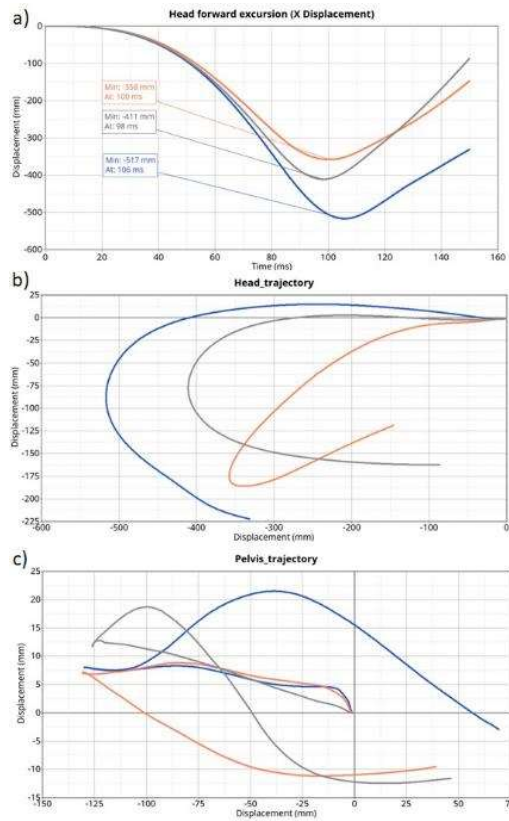 a)
Head forward excursion (X Displacement)
Displacement (mm)
0
-100
-200
-300
-400
-500
-600
Min: -358 mm
At: 100 ms
Min: -411 mm
At: 98 ms
Min: -517 mm
At: 106 ms
0 20 40 60 80 100 120 140 160
Time (ms)
b)
Head_trajectory
Displacement (mm)
25
0
-25
-50
-75
-100
-125
-150
-175
-200
-225
-600 -500 -400 -300 -200 -100 -0
Displacement (mm)
c)
Pelvis_trajectory
Displacement (mm)
25
20
15
10
5
0
-5
-10
-15
-150 -125 -100 -75 -50 -25 0 25 50
Displacement (mm)